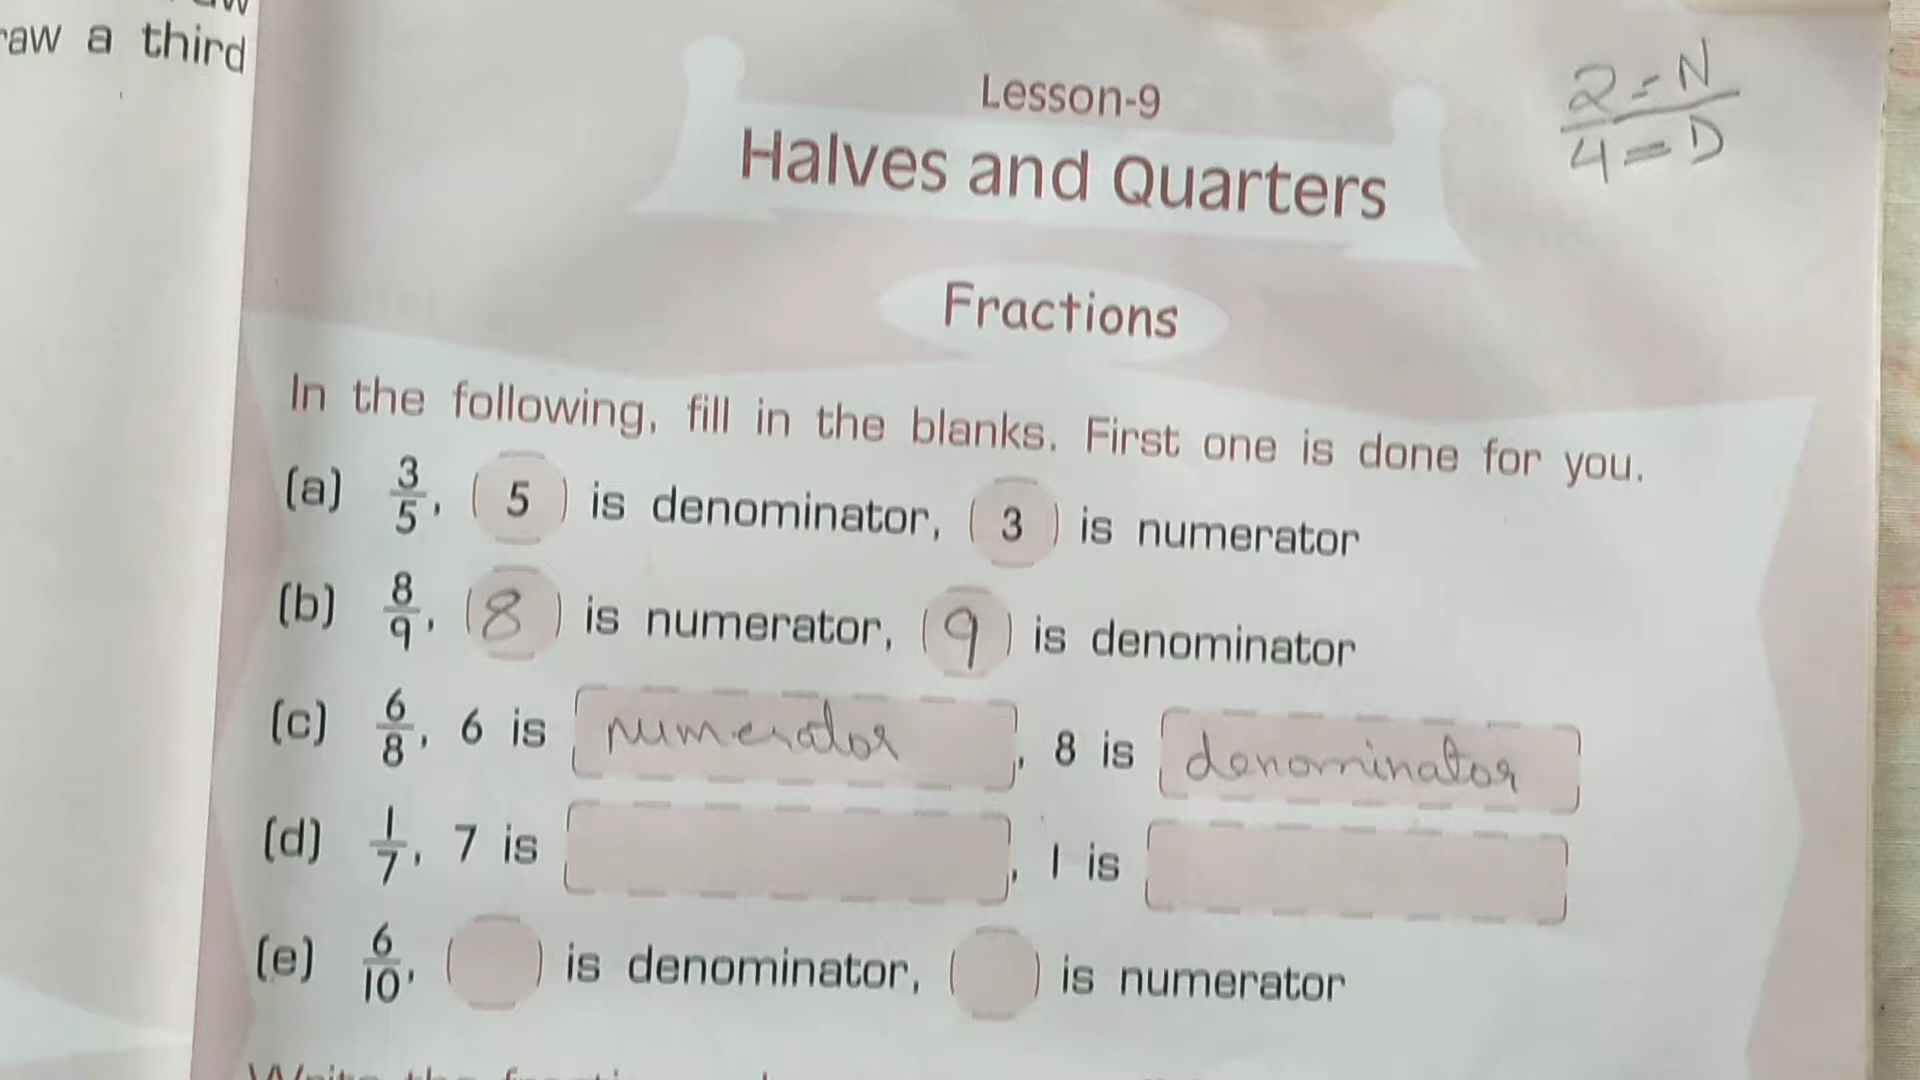 raw a third
Lesson-9
Halves and Quarters
2 = N
4 = D
Fractions
In the following, fill in the blanks. First one is done for you.
(a) 3/5, (5) is denominator, (3) is numerator
(b) 8/9, (8) is numerator, (9) is denominator
(c) 6/8, 6 is numerator, 8 is denominator
(d) 1/7, 7 is , 1 is
(e) 6/10, ( ) is denominator, ( ) is numerator